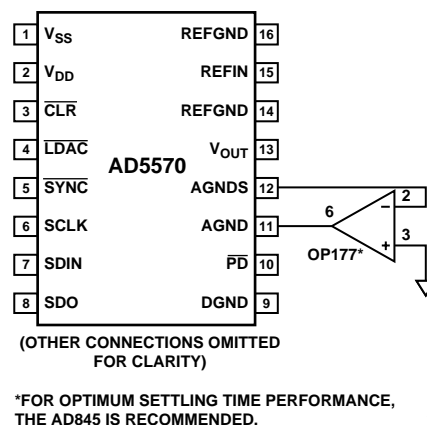 1 VSS REFGND 16
2 VDD REFIN 15
3 CLR REFGND 14
4 LDAC VOUT 13
AD5570
5 SYNC AGNDS 12
6 SCLK AGND 11
7 SDIN PD 10
8 SDO DGND 9
2
6
3
–
+
OP177*
(OTHER CONNECTIONS OMITTED
FOR CLARITY)
*FOR OPTIMUM SETTLING TIME PERFORMANCE,
THE AD845 IS RECOMMENDED.